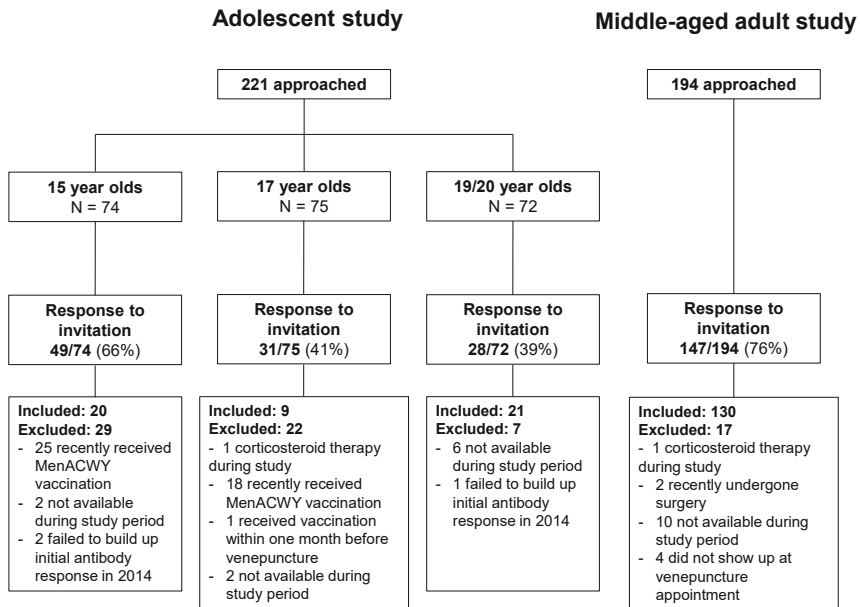 Adolescent study
Middle-aged adult study
221 approached
194 approached
15 year olds
N = 74
17 year olds
N = 75
19/20 year olds
N = 72
Response to
invitation
49/74 (66%)
Response to
invitation
31/75 (41%)
Response to
invitation
28/72 (39%)
Response to
invitation
147/194 (76%)
Included: 20
Excluded: 29
- 25 recently received
MenACWY
vaccination
- 2 not available
during study period
- 2 failed to build up
initial antibody
response in 2014
Included: 9
Excluded: 22
- 1 corticosteroid therapy
during study
- 18 recently received
MenACWY vaccination
- 1 received vaccination
within one month before
venepuncture
- 2 not available during
study period
Included: 21
Excluded: 7
- 6 not available
during study period
- 1 failed to build up
initial antibody
response in 2014
Included: 130
Excluded: 17
- 1 corticosteroid therapy
during study
- 2 recently undergone
surgery
- 10 not available during
study period
- 4 did not show up at
venepuncture
appointment